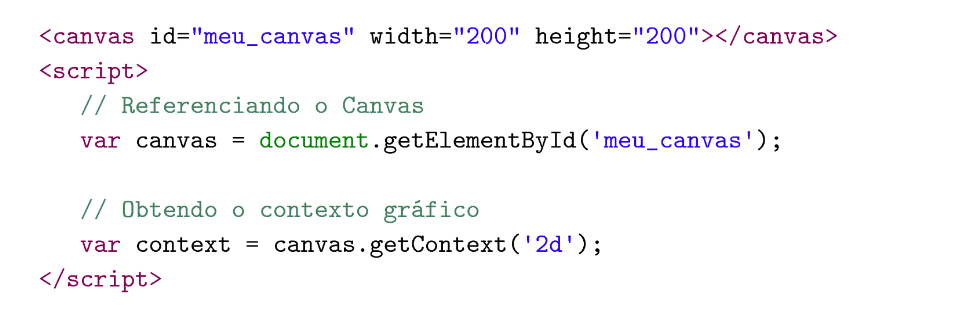 <canvas id="meu_canvas" width="200" height="200"></canvas>
<script>
// Referenciando o Canvas
var canvas = document.getElementById('meu_canvas');
// Obtendo o contexto gráfico
var context = canvas.getContext('2d');
</script>